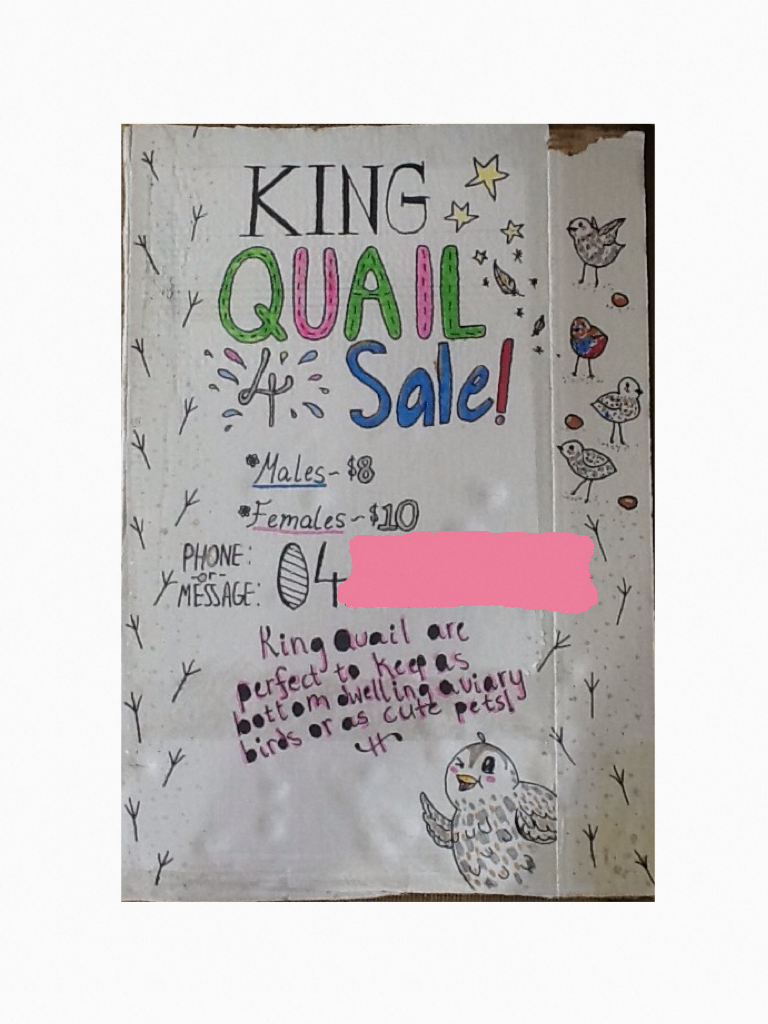 KING
QUAIL
4 Sale!
*Males~ $8
*Females~ $10
PHONE:
-or-
MESSAGE: 04
King Quail are
perfect to keep as
bottom dwelling aviary
birds or as cute pets!